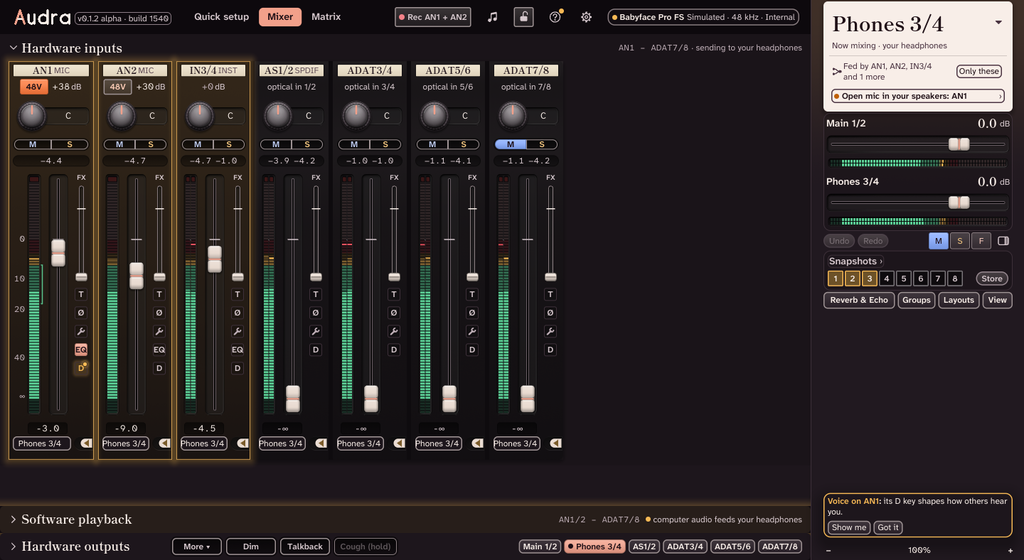 Audra v0.1.2 alpha · build 1540 Quick setup Mixer Matrix Rec AN1 + AN2 Babyface Pro FS Simulated · 48 kHz · Internal
Hardware inputs AN1 – ADAT7/8 · sending to your headphones
AN1 MIC AN2 MIC IN3/4 INST AS1/2 SPDIF ADAT3/4 ADAT5/6 ADAT7/8
48V +38 dB 48V +30 dB +0 dB optical in 1/2 optical in 3/4 optical in 5/6 optical in 7/8
C C C C C C C
M S M S M S M S M S M S M S
-4.4 -4.7 -4.7 -1.0 -3.9 -4.2 -1.0 -1.0 -1.1 -4.1 -1.1 -4.2
FX FX FX FX FX FX FX
0
10
T T T T T T T
20
Ø Ø Ø Ø Ø Ø Ø
EQ EQ EQ D D D D
40
D D D
∞
-3.0 -9.0 -4.5 -∞ -∞ -∞ -∞
Phones 3/4 Phones 3/4 Phones 3/4 Phones 3/4 Phones 3/4 Phones 3/4 Phones 3/4
Software playback AN1/2 – ADAT7/8 computer audio feeds your headphones
Hardware outputs More Dim Talkback Cough (hold) Main 1/2 Phones 3/4 AS1/2 ADAT3/4 ADAT5/6 ADAT7/8
Phones 3/4
Now mixing · your headphones
Fed by AN1, AN2, IN3/4
and 1 more
Only these
Open mic in your speakers: AN1 ›
Main 1/2 0.0 dB
Phones 3/4 0.0 dB
Undo Redo M S F
Snapshots ›
1 2 3 4 5 6 7 8 Store
Reverb & Echo Groups Layouts View
Voice on AN1: its D key shapes how others hear
you.
Show me Got it
– 100% +